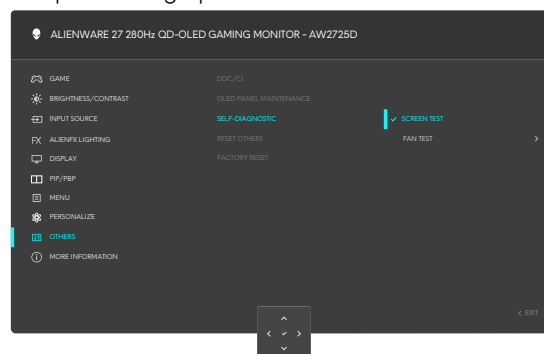 ALIENWARE 27 280Hz QD-OLED GAMING MONITOR - AW2725D
GAME
BRIGHTNESS/CONTRAST
INPUT SOURCE
FX ALIENFX LIGHTING
DISPLAY
PIP/PBP
MENU
PERSONALIZE
OTHERS
MORE INFORMATION
DDC/CI
OLED PANEL MAINTENANCE
SELF-DIAGNOSTIC
RESET OTHERS
FACTORY RESET
SCREEN TEST
FAN TEST
EXIT